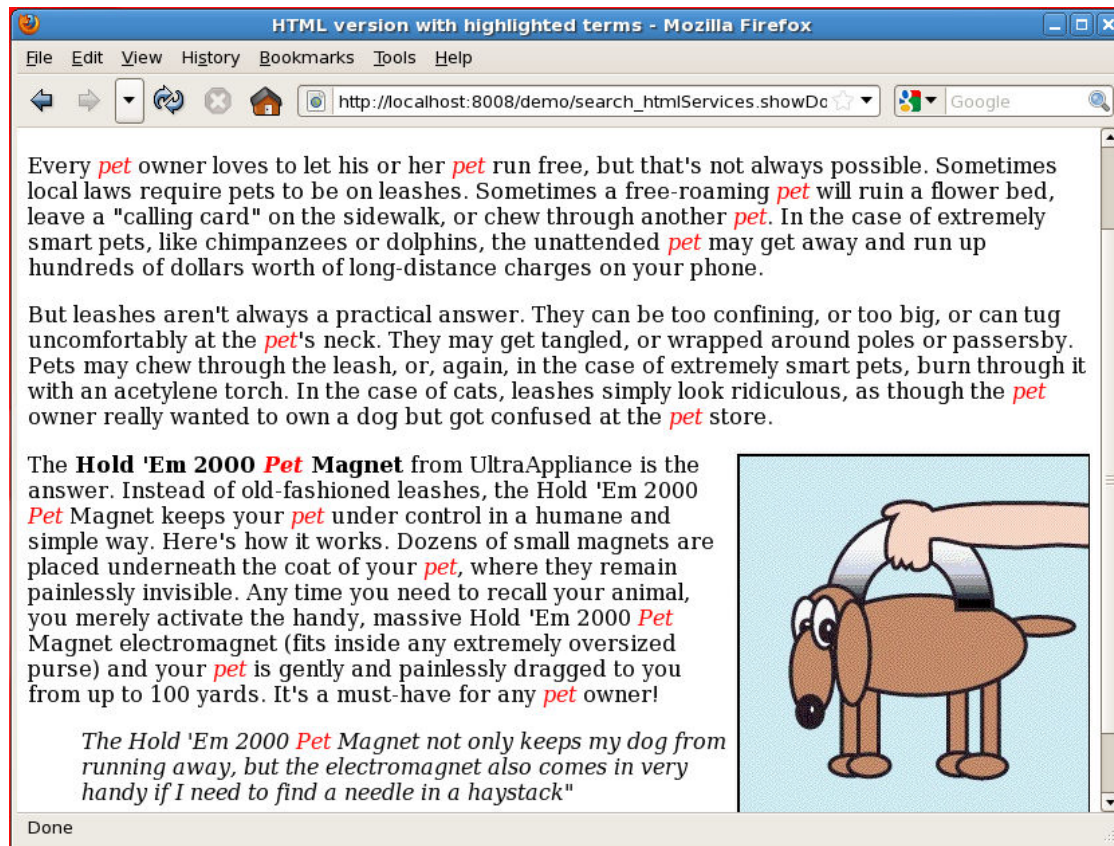 HTML version with highlighted terms - Mozilla Firefox
File Edit View History Bookmarks Tools Help
http://localhost:8008/demo/search_htmlServices.showDo
Google
Every pet owner loves to let his or her pet run free, but that's not always possible. Sometimes
local laws require pets to be on leashes. Sometimes a free-roaming pet will ruin a flower bed,
leave a "calling card" on the sidewalk, or chew through another pet. In the case of extremely
smart pets, like chimpanzees or dolphins, the unattended pet may get away and run up
hundreds of dollars worth of long-distance charges on your phone.
But leashes aren't always a practical answer. They can be too confining, or too big, or can tug
uncomfortably at the pet's neck. They may get tangled, or wrapped around poles or passersby.
Pets may chew through the leash, or, again, in the case of extremely smart pets, burn through it
with an acetylene torch. In the case of cats, leashes simply look ridiculous, as though the pet
owner really wanted to own a dog but got confused at the pet store.
The Hold 'Em 2000 Pet Magnet from UltraAppliance is the
answer. Instead of old-fashioned leashes, the Hold 'Em 2000
Pet Magnet keeps your pet under control in a humane and
simple way. Here's how it works. Dozens of small magnets are
placed underneath the coat of your pet, where they remain
painlessly invisible. Any time you need to recall your animal,
you merely activate the handy, massive Hold 'Em 2000 Pet
Magnet electromagnet (fits inside any extremely oversized
purse) and your pet is gently and painlessly dragged to you
from up to 100 yards. It's a must-have for any pet owner!
The Hold 'Em 2000 Pet Magnet not only keeps my dog from
running away, but the electromagnet also comes in very
handy if I need to find a needle in a haystack"
Done